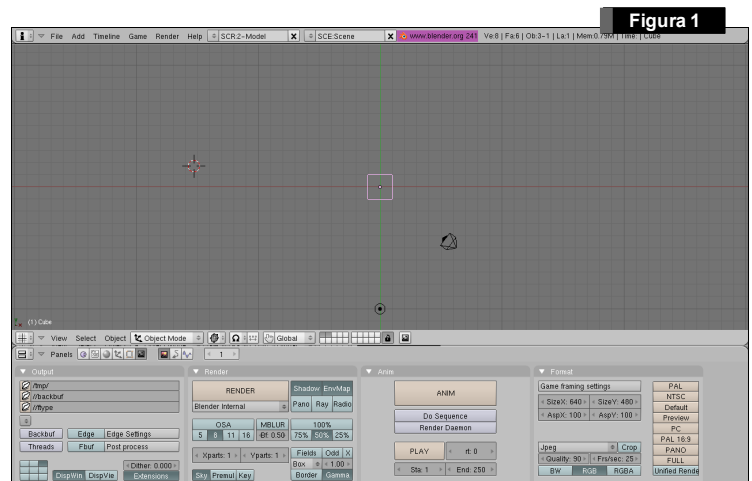 Figura 1
File Add Timeline Game Render Help SCR:2-Model X SCE:Scene X www.blender.org 241 Ve:8 | Fa:6 | Ob:3-1 | La:1 | Mem:0.79M | Time: | Cube
(1) Cube
View Select Object Object Mode Global
Panels 1
Output Render Anim Format
/tmp/
//backbuf
//ftype
Backbuf Edge Edge Settings
Threads Fbuf Post process
DispWin DispVie Dither: 0.000 Extensions
RENDER
Blender Internal
Shadow EnvMap
Pano Ray Radio
OSA MBLUR 100%
5 8 11 16 Bf: 0.50 75% 50% 25%
Xparts: 1 Yparts: 1 Fields Odd X
Box 1.00
Sky Premul Key Border Gamma
ANIM
Do Sequence
Render Daemon
PLAY rt: 0
Sta: 1 End: 250
Game framing settings
SizeX: 640 SizeY: 480
AspX: 100 AspY: 100
Jpeg Crop
Quality: 90 Frs/sec: 25
BW RGB RGBA
PAL
NTSC
Default
Preview
PC
PAL 16:9
PANO
FULL
Unified Rende